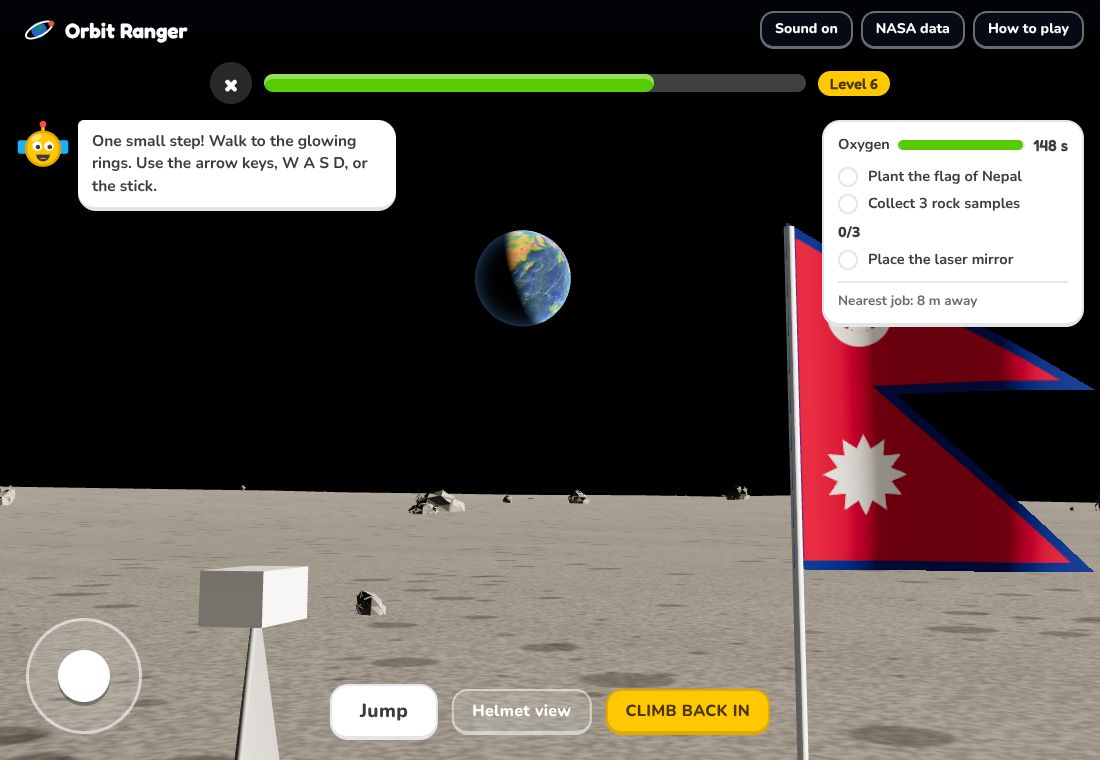 Orbit Ranger
Sound on
NASA data
How to play
Level 6
One small step! Walk to the glowing
rings. Use the arrow keys, W A S D, or
the stick.
Oxygen 148 s
Plant the flag of Nepal
Collect 3 rock samples
0/3
Place the laser mirror
Nearest job: 8 m away
Jump
Helmet view
CLIMB BACK IN